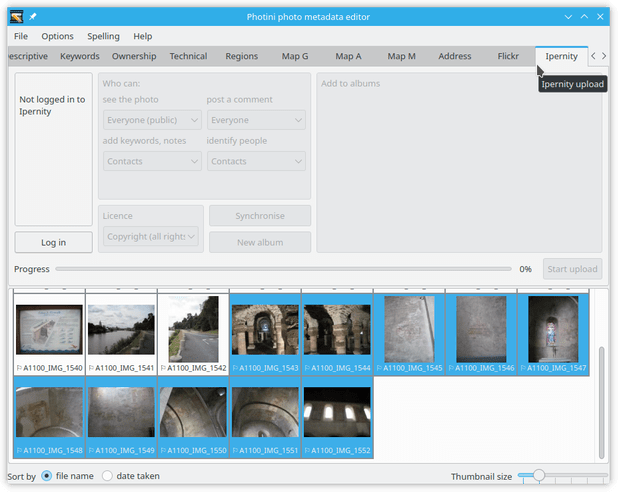 Photini photo metadata editor
File Options Spelling Help
escriptive Keywords Ownership Technical Regions Map G Map A Map M Address Flickr Ipernity
Ipernity upload
Not logged in to
Ipernity
Log in
Who can:
see the photo post a comment
Everyone (public) Everyone
add keywords, notes identify people
Contacts Contacts
Licence
Copyright (all rights
Synchronise
New album
Add to albums
Progress 0% Start upload
A1100_IMG_1540 A1100_IMG_1541 A1100_IMG_1542 A1100_IMG_1543 A1100_IMG_1544 A1100_IMG_1545 A1100_IMG_1546 A1100_IMG_1547
A1100_IMG_1548 A1100_IMG_1549 A1100_IMG_1550 A1100_IMG_1551 A1100_IMG_1552
Sort by file name date taken Thumbnail size